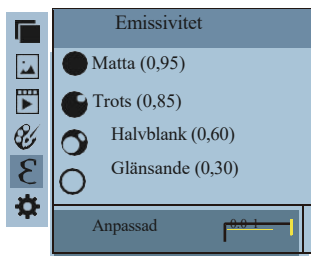 Emissivitet
Matta (0,95)
Trots (0,85)
Halvblank (0,60)
ε
Glänsande (0,30)
Anpassad